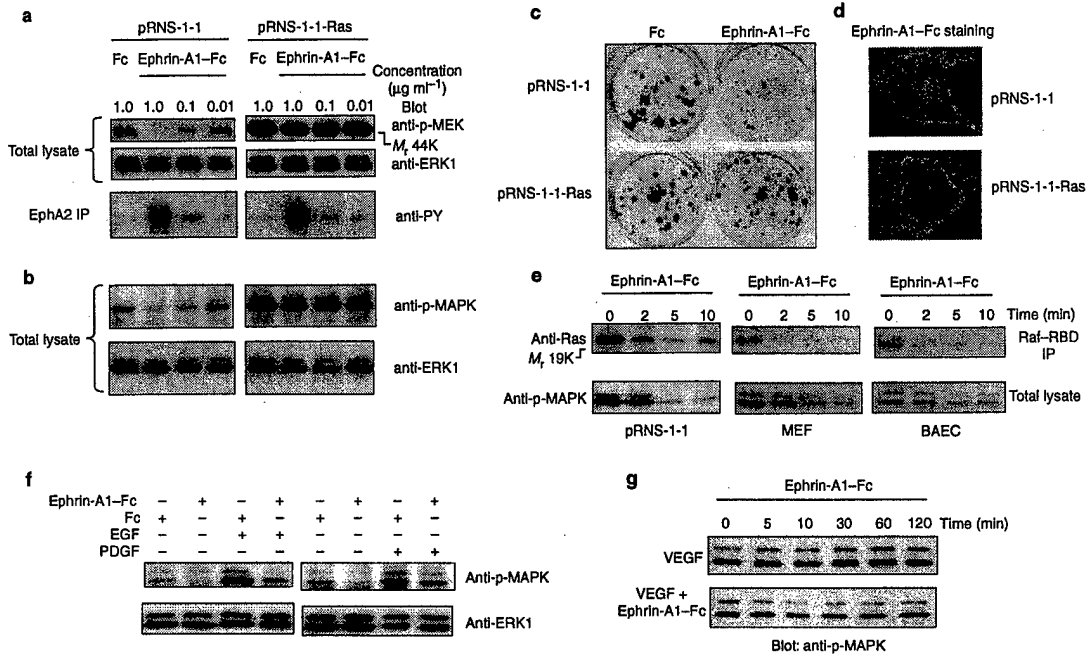 a
pRNS-1-1 pRNS-1-1-Ras
Fc Ephrin-A1–Fc Fc Ephrin-A1–Fc
Concentration
(μg ml⁻¹)
1.0 1.0 0.1 0.01 1.0 1.0 0.1 0.01 Blot
anti-p-MEK
Mr 44K
Total lysate
anti-ERK1
EphA2 IP anti-PY
b
anti-p-MAPK
Total lysate
anti-ERK1
c
Fc Ephrin-A1–Fc
pRNS-1-1
pRNS-1-1-Ras
d
Ephrin-A1–Fc staining
pRNS-1-1
pRNS-1-1-Ras
e
Ephrin-A1–Fc Ephrin-A1–Fc Ephrin-A1–Fc
0 2 5 10 0 2 5 10 0 2 5 10 Time (min)
Anti-Ras
Mr 19K
Raf–RBD
IP
Anti-p-MAPK Total lysate
pRNS-1-1 MEF BAEC
f
Ephrin-A1–Fc – + – + – + – +
Fc + – + – + – + –
EGF – – + + – – – –
PDGF – – – – – – + +
Anti-p-MAPK
Anti-ERK1
g
Ephrin-A1–Fc
0 5 10 30 60 120 Time (min)
VEGF
VEGF +
Ephrin-A1–Fc
Blot: anti-p-MAPK